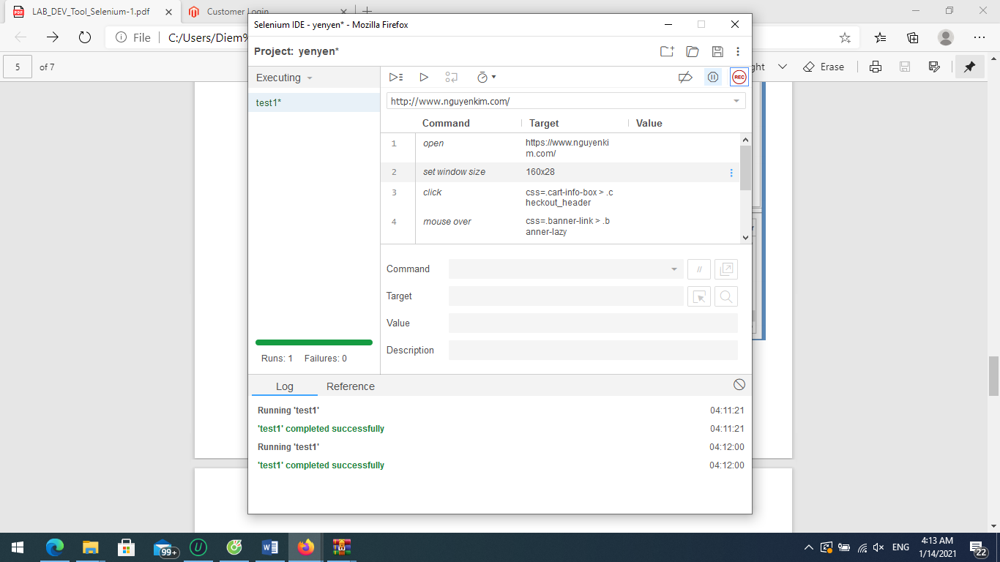 LAB_DEV_Tool_Selenium-1.pdf
Customer Login
Selenium IDE - yenyen* - Mozilla Firefox
File
C:/Users/Diem%
Project: yenyen*
5
of 7
ght
Erase
Executing
REC
test1*
http://www.nguyenkim.com/
Command
Target
Value
1
open
https://www.nguyenki
m.com/
2
set window size
160x28
3
click
css=.cart-info-box > .c
heckout_header
4
mouse over
css=.banner-link > .b
anner-lazy
Command
//
Target
Value
Description
Runs: 1 Failures: 0
Log
Reference
Running 'test1'
04:11:21
'test1' completed successfully
04:11:21
Running 'test1'
04:12:00
'test1' completed successfully
04:12:00
99+
ENG
4:13 AM
1/14/2021
22